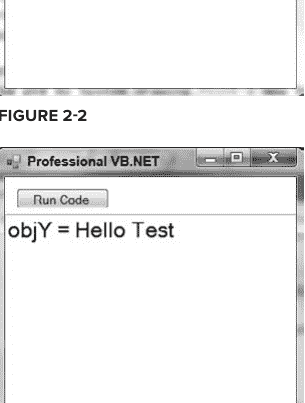 FIGURE 2-2
Professional VB.NET
Run Code
objY = Hello Test